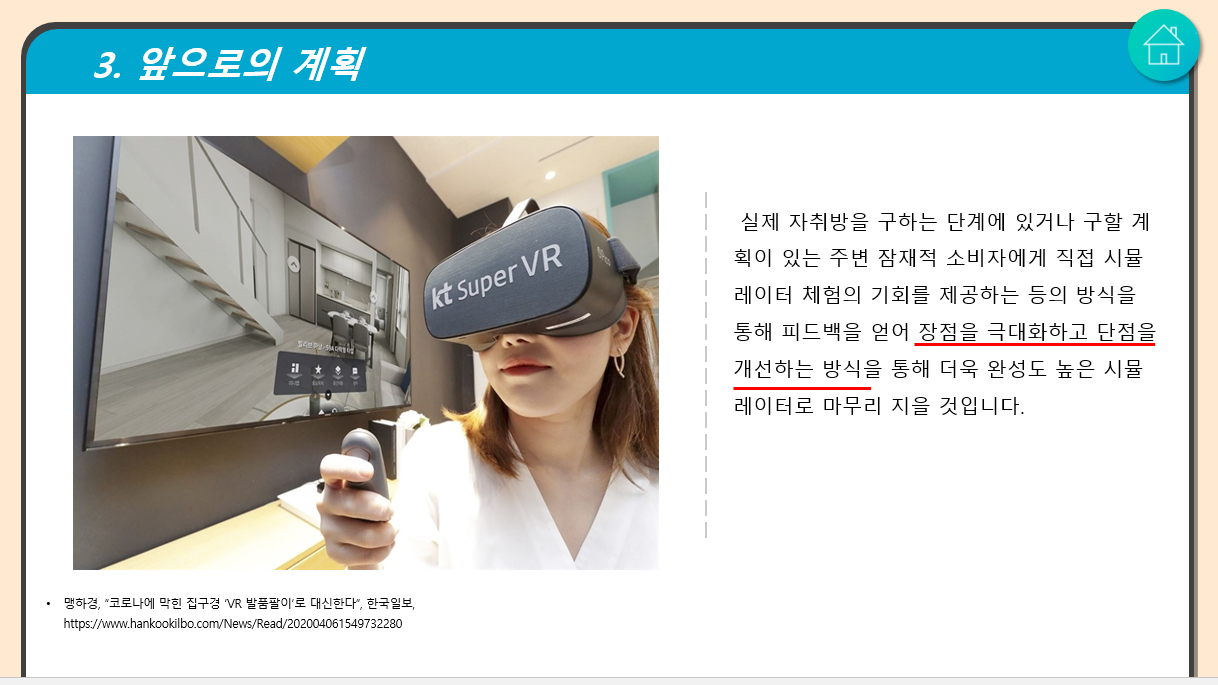 3. 앞으로의 계획
kt Super VR
실제 자취방을 구하는 단계에 있거나 구할 계
획이 있는 주변 잠재적 소비자에게 직접 시뮬
레이터 체험의 기회를 제공하는 등의 방식을
통해 피드백을 얻어 장점을 극대화하고 단점을
개선하는 방식을 통해 더욱 완성도 높은 시뮬
레이터로 마무리 지을 것입니다.
• 맹하경, “코로나에 막힌 집구경 ‘VR 발품팔이’로 대신한다”, 한국일보,
https://www.hankookilbo.com/News/Read/202004061549732280